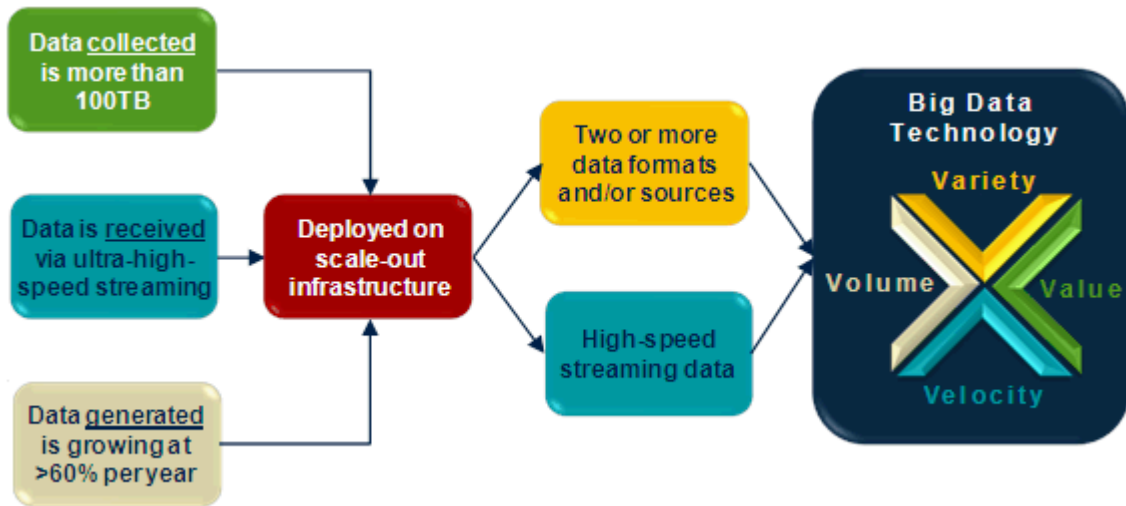 Data collected
is more than
100TB
Data is received
via ultra-high-
speed streaming
Data generated
is growing at
>60% per year
Deployed on
scale-out
infrastructure
Two or more
data formats
and/or sources
High-speed
streaming data
Big Data
Technology
Variety
Volume
Value
Velocity